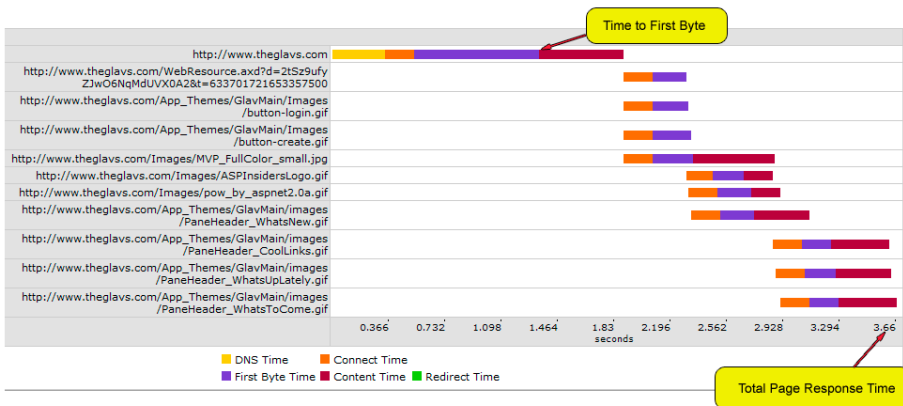 Time to First Byte
http://www.theglavs.com
http://www.theglavs.com/WebResource.axd?d=2tSz9ufy
ZJwO6NqMdUVX0A2&t=633701721653357500
http://www.theglavs.com/App_Themes/GlavMain/Images
/button-login.gif
http://www.theglavs.com/App_Themes/GlavMain/Images
/button-create.gif
http://www.theglavs.com/Images/MVP_FullColor_small.jpg
http://www.theglavs.com/Images/ASPInsidersLogo.gif
http://www.theglavs.com/Images/pow_by_aspnet2.0a.gif
http://www.theglavs.com/App_Themes/GlavMain/images
/PaneHeader_WhatsNew.gif
http://www.theglavs.com/App_Themes/GlavMain/images
/PaneHeader_CoolLinks.gif
http://www.theglavs.com/App_Themes/GlavMain/images
/PaneHeader_WhatsUpLately.gif
http://www.theglavs.com/App_Themes/GlavMain/images
/PaneHeader_WhatsToCome.gif
0.366 0.732 1.098 1.464 1.83 2.196 2.562 2.928 3.294 3.66
seconds
DNS Time Connect Time
First Byte Time Content Time Redirect Time
Total Page Response Time